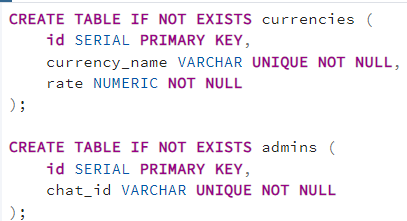 CREATE TABLE IF NOT EXISTS currencies (
    id SERIAL PRIMARY KEY,
    currency_name VARCHAR UNIQUE NOT NULL,
    rate NUMERIC NOT NULL
);
CREATE TABLE IF NOT EXISTS admins (
    id SERIAL PRIMARY KEY,
    chat_id VARCHAR UNIQUE NOT NULL
);